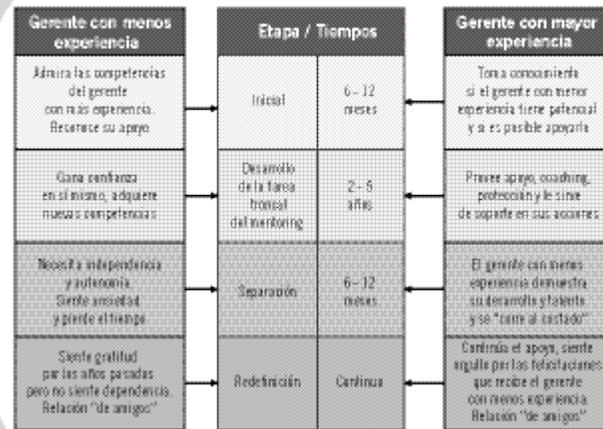 Gerente con menos
experiencia
Admira las competencias
del gerente
con más experiencia.
Reconoce su apoyo
Gana confianza
en sí mismo, adquiere
nuevas competencias
Necesita independencia
y autonomía.
Siente ansiedad
y pierde el tiempo
Siente gratitud
por los años pasados
pero no siente dependencia.
Relación "de amigos"
Etapa / Tiempos
Inicial
6 - 12
meses
Desarrollo
de la tarea
troncal
del mentoring
2 - 5
años
Separación
6 - 12
meses
Redefinición
Continua
Gerente con mayor
experiencia
Toma conocimiento
si el gerente con menor
experiencia tiene potencial
y si es posible apoyarlo
Provee apoyo, coaching,
protección y le sirve
de soporte en sus acciones
El gerente con menos
experiencia demuestra
su desarrollo y talento
y se "corre al costado"
Continúa el apoyo, siente
orgullo por las felicitaciones
que recibe el gerente
con menos experiencia.
Relación "de amigos"